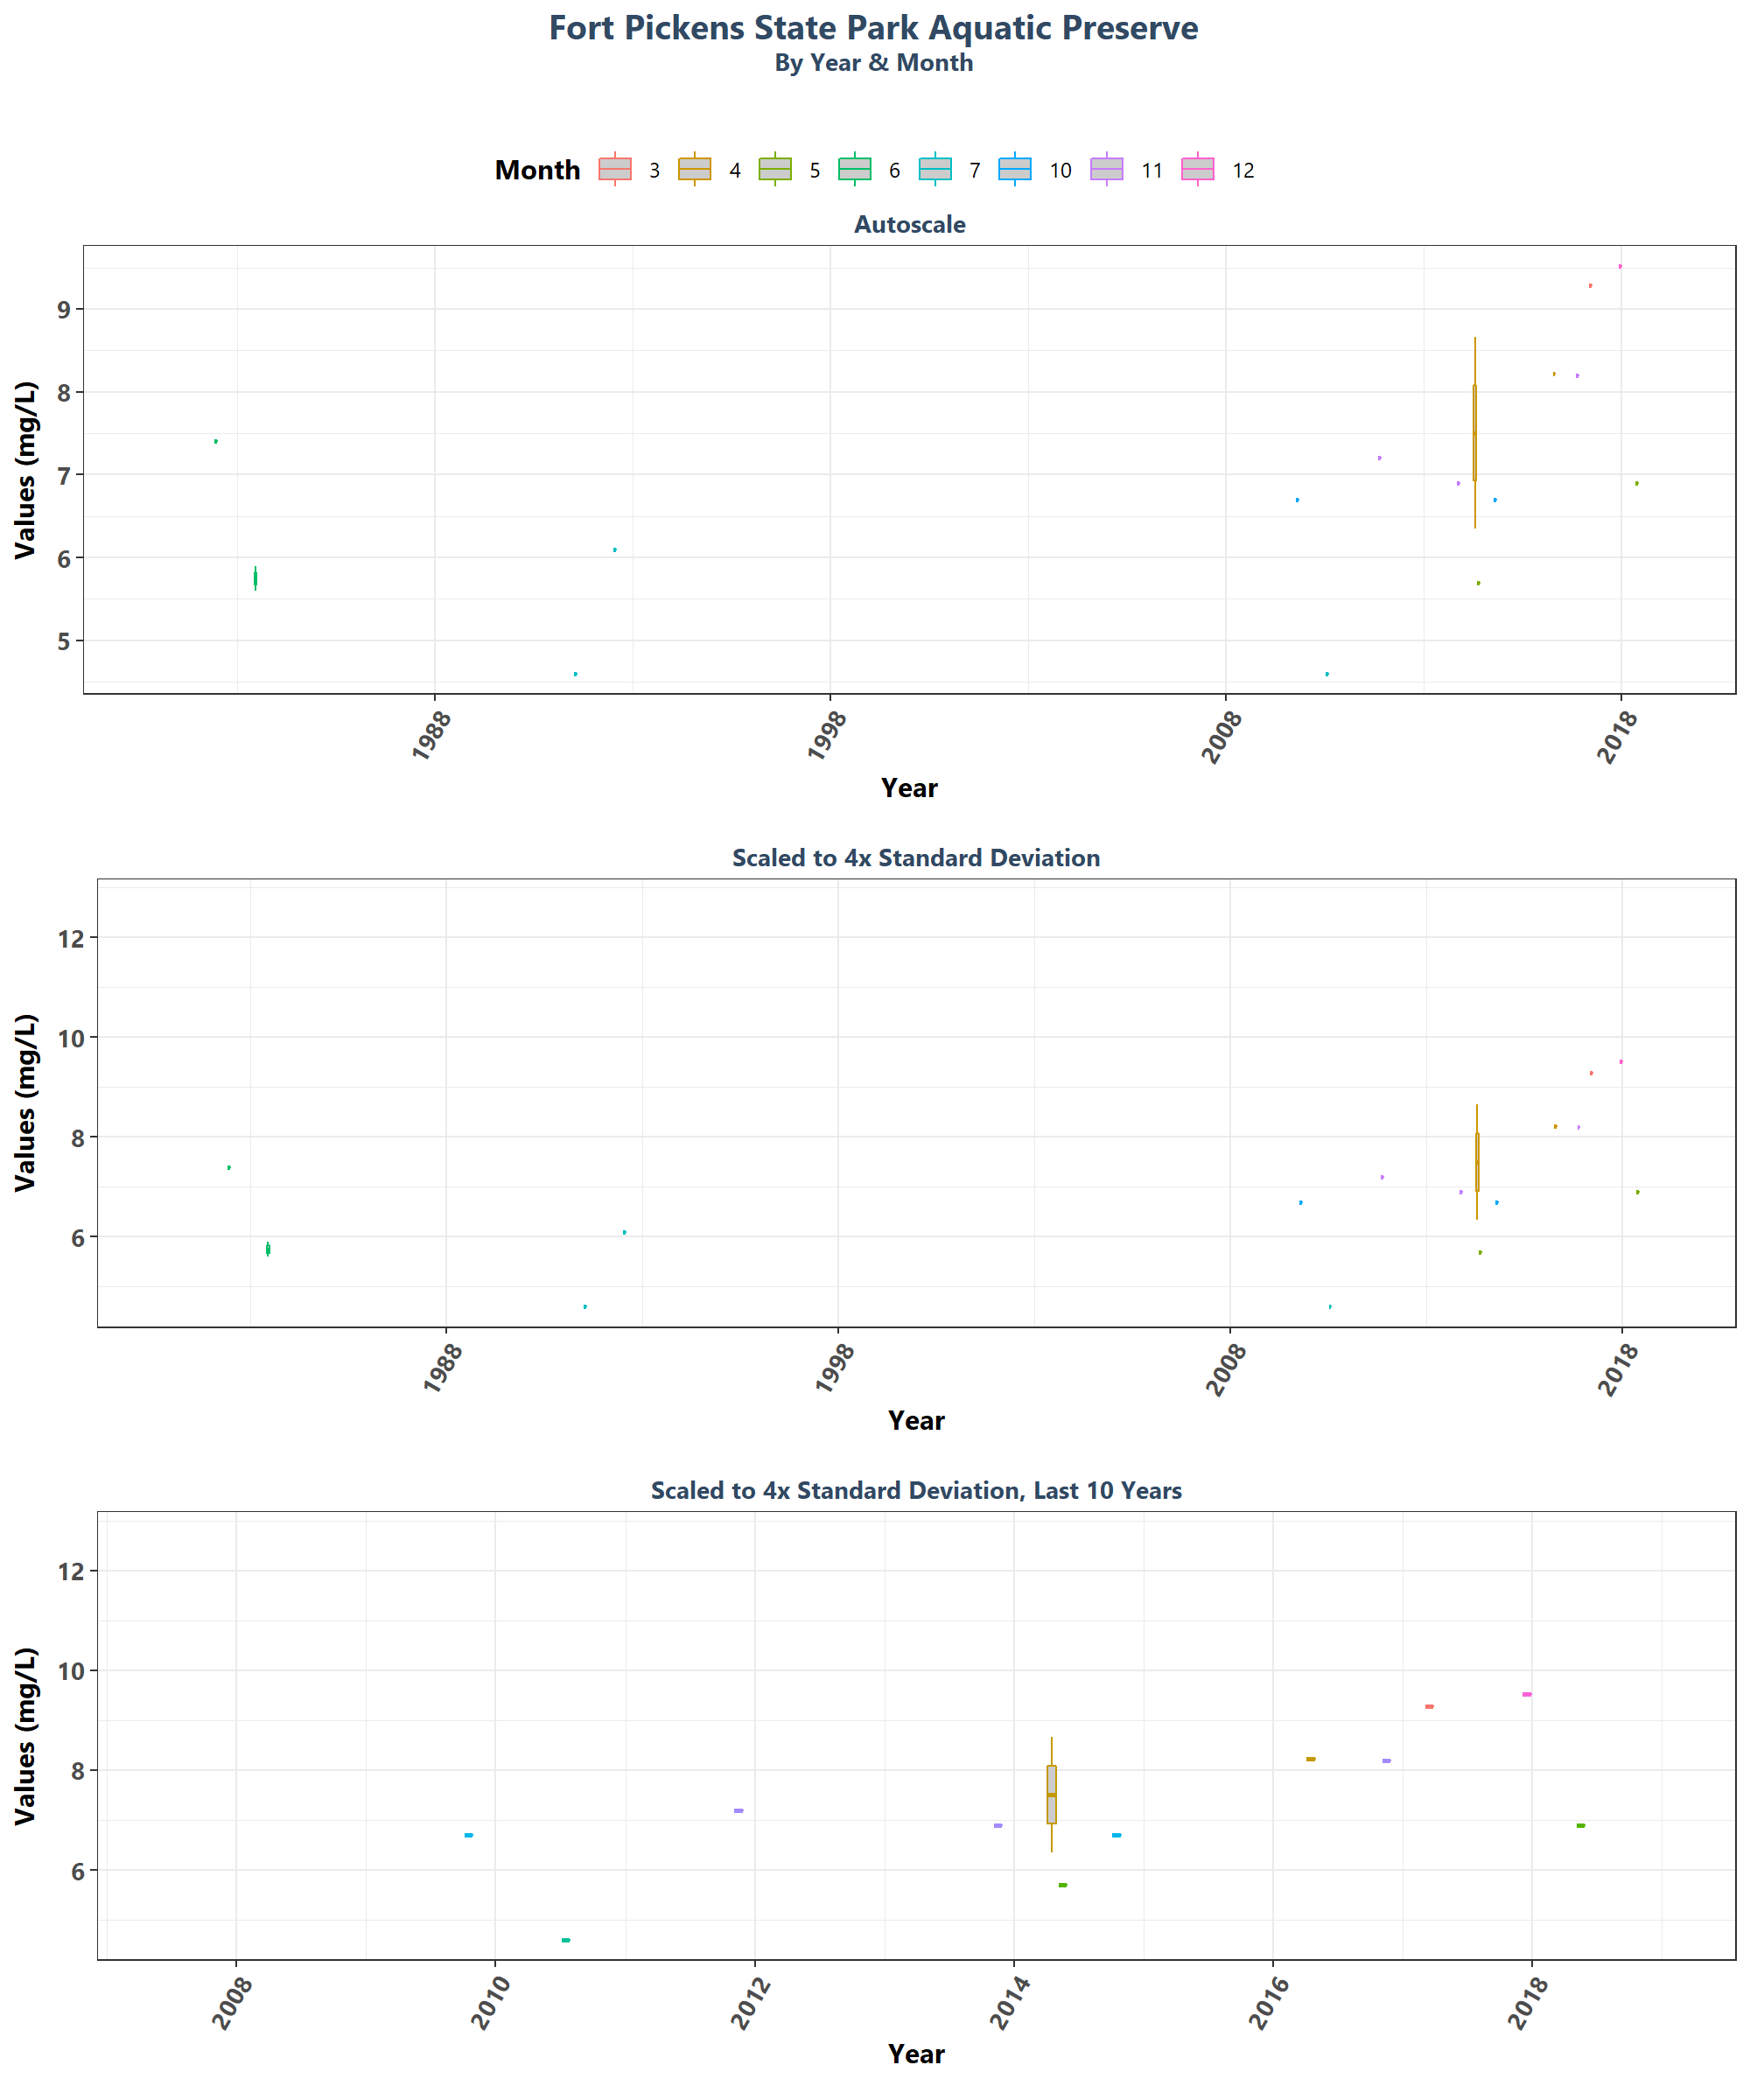 Fort Pickens State Park Aquatic Preserve
By Year & Month
Month 3 4 5 6 7 10 11 12
Autoscale
Values (mg/L)
9
8
7
6
5
1988 1998 2008 2018
Year
Scaled to 4x Standard Deviation
Values (mg/L)
12
10
8
6
1988 1998 2008 2018
Year
Scaled to 4x Standard Deviation, Last 10 Years
Values (mg/L)
12
10
8
6
2008 2010 2012 2014 2016 2018
Year